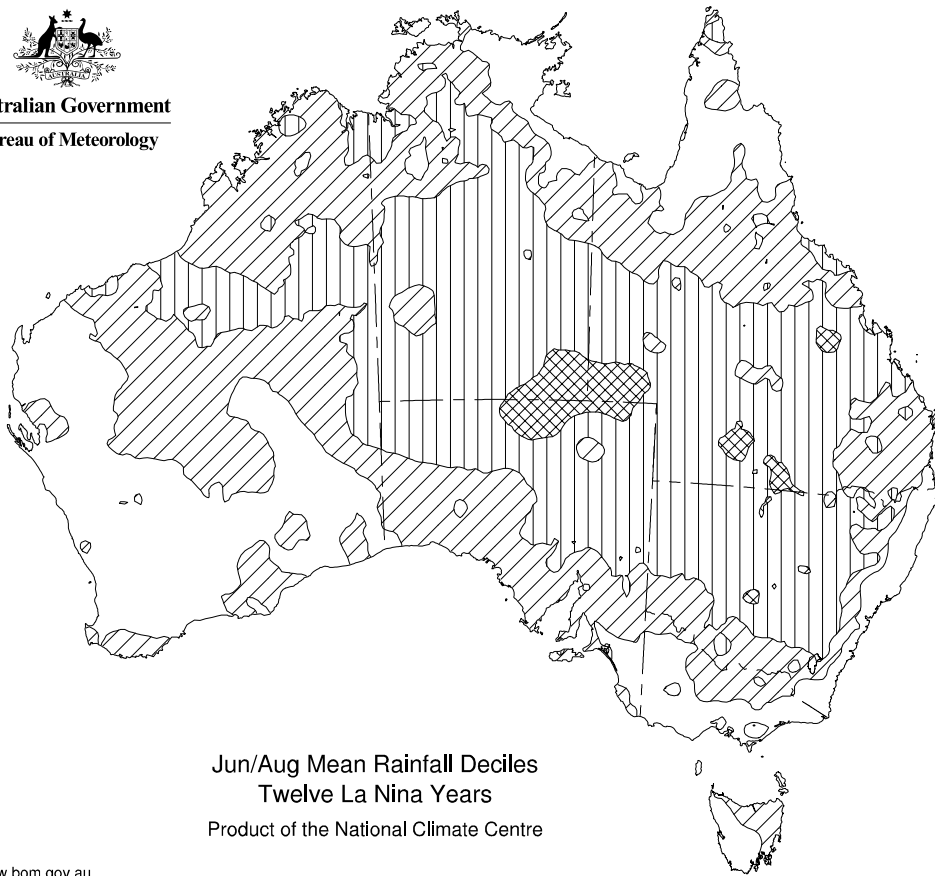 AUSTRALIA
tralian Government
reau of Meteorology
Jun/Aug Mean Rainfall Deciles
Twelve La Nina Years
Product of the National Climate Centre
w.bom.gov.au